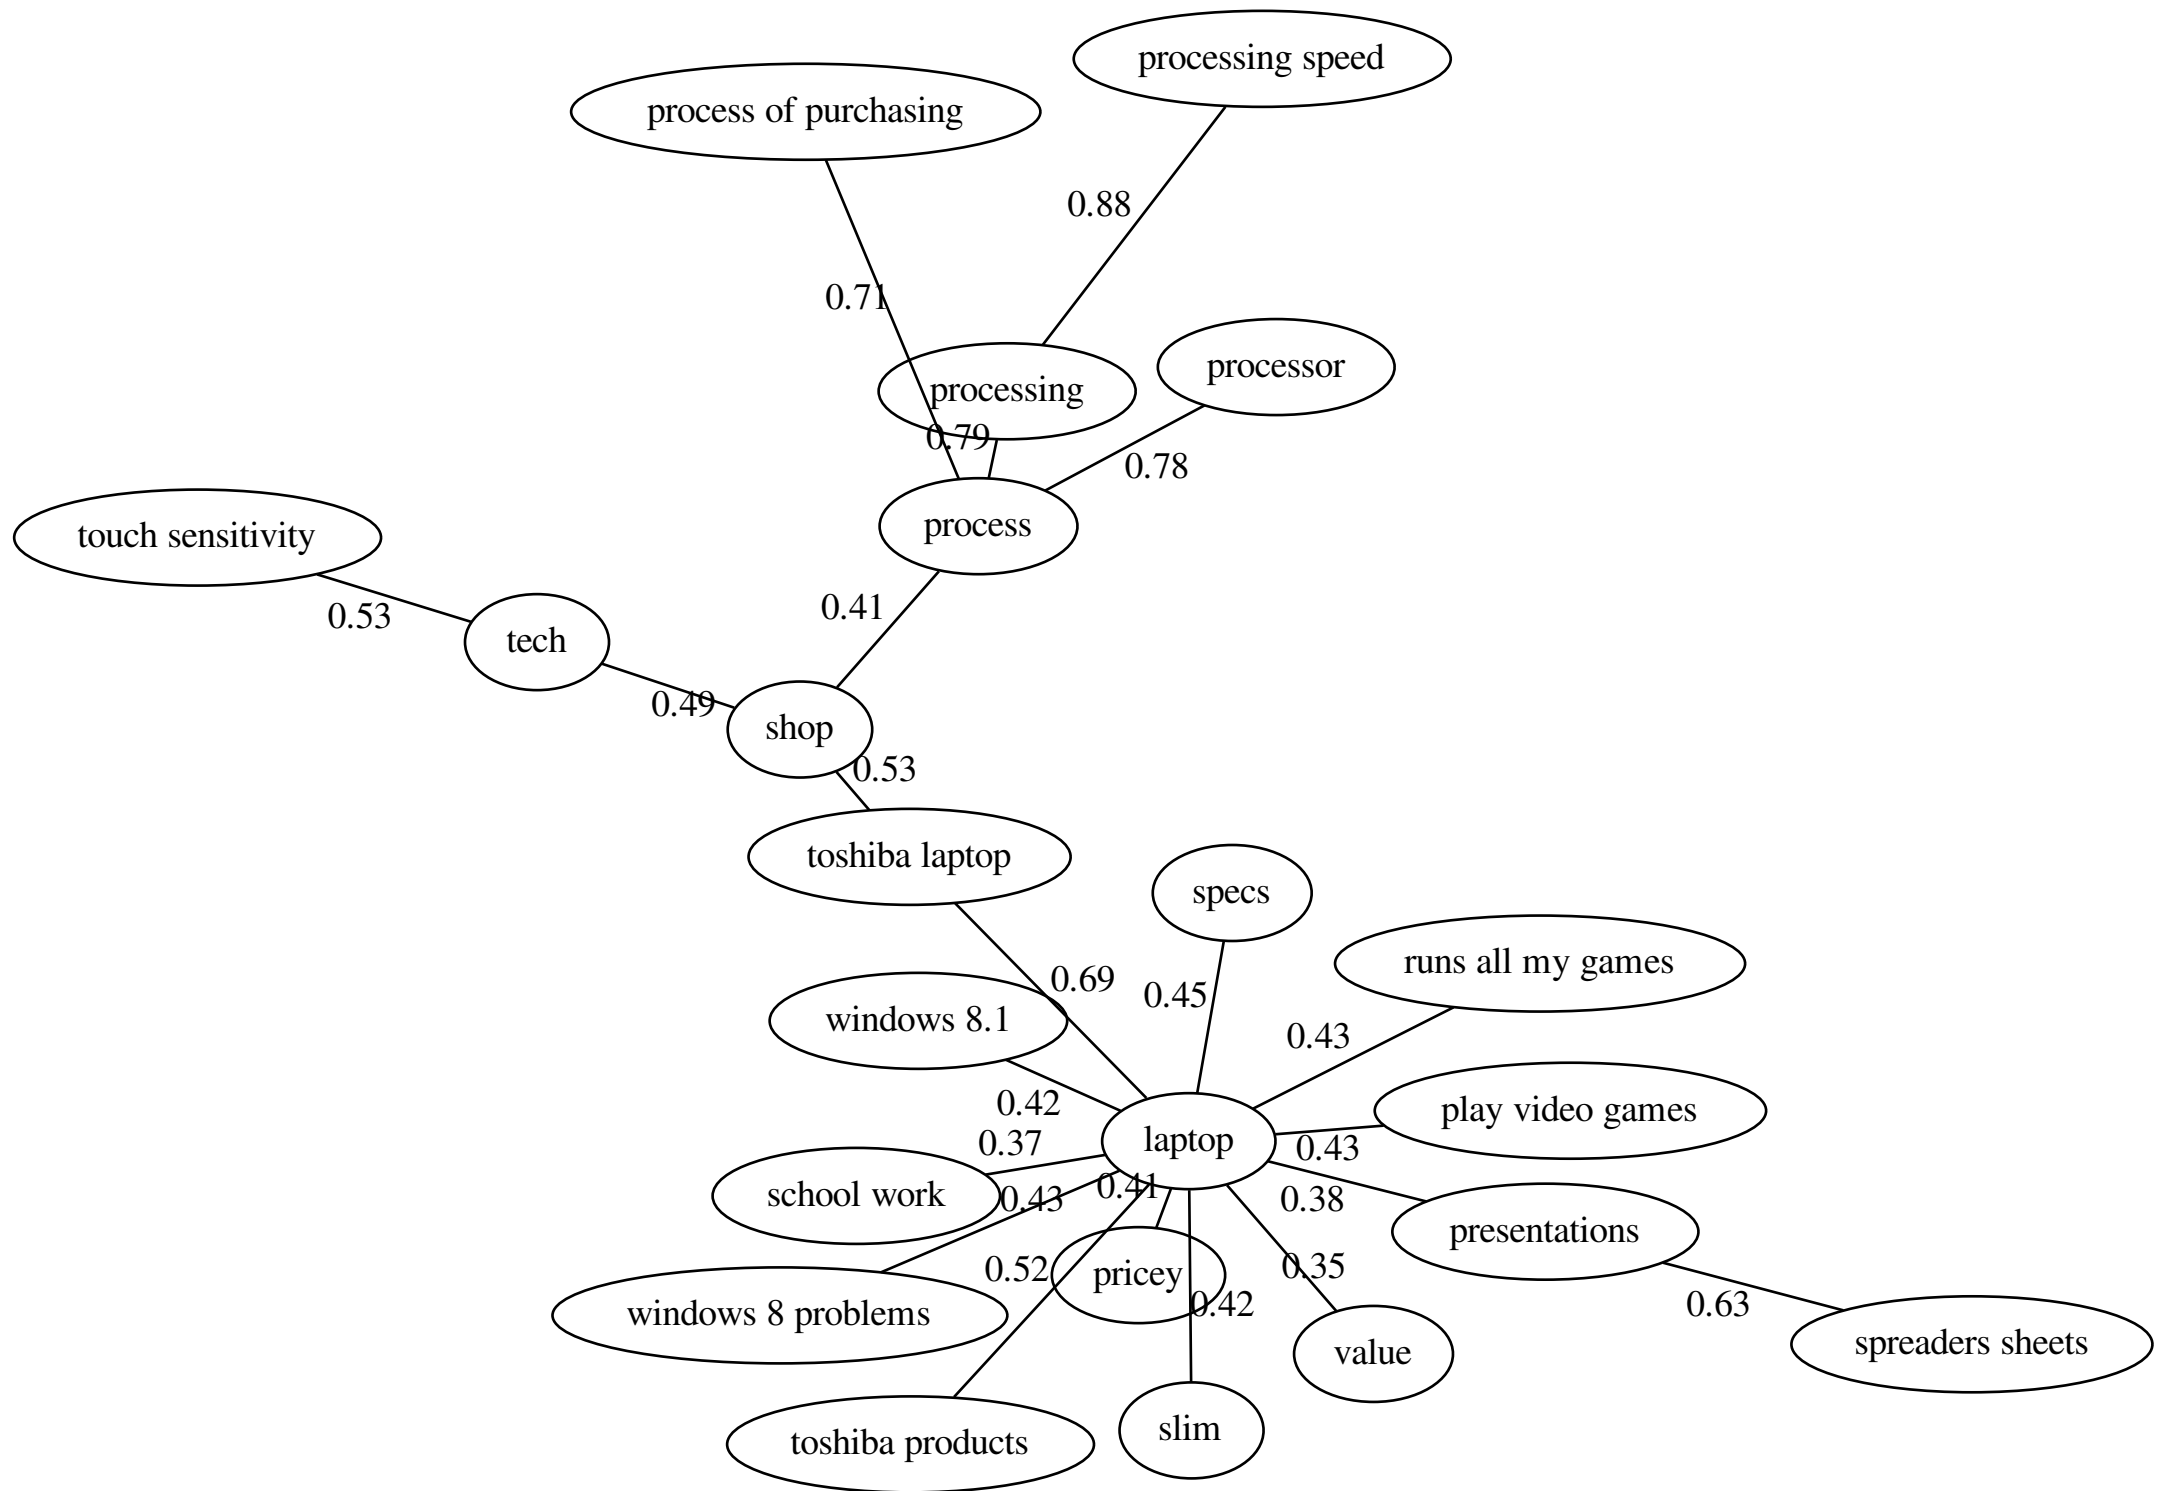 processing speed
process of purchasing
0.88
0.71
processor
processing
0.79
0.78
process
touch sensitivity
0.53
0.41
tech
0.49
shop
0.53
toshiba laptop
specs
runs all my games
0.69
0.45
windows 8.1
0.43
0.42
play video games
laptop
0.37
0.43
0.41
school work
0.43
0.38
presentations
0.52
pricey
0.35
0.42
0.63
windows 8 problems
value
spreaders sheets
slim
toshiba products